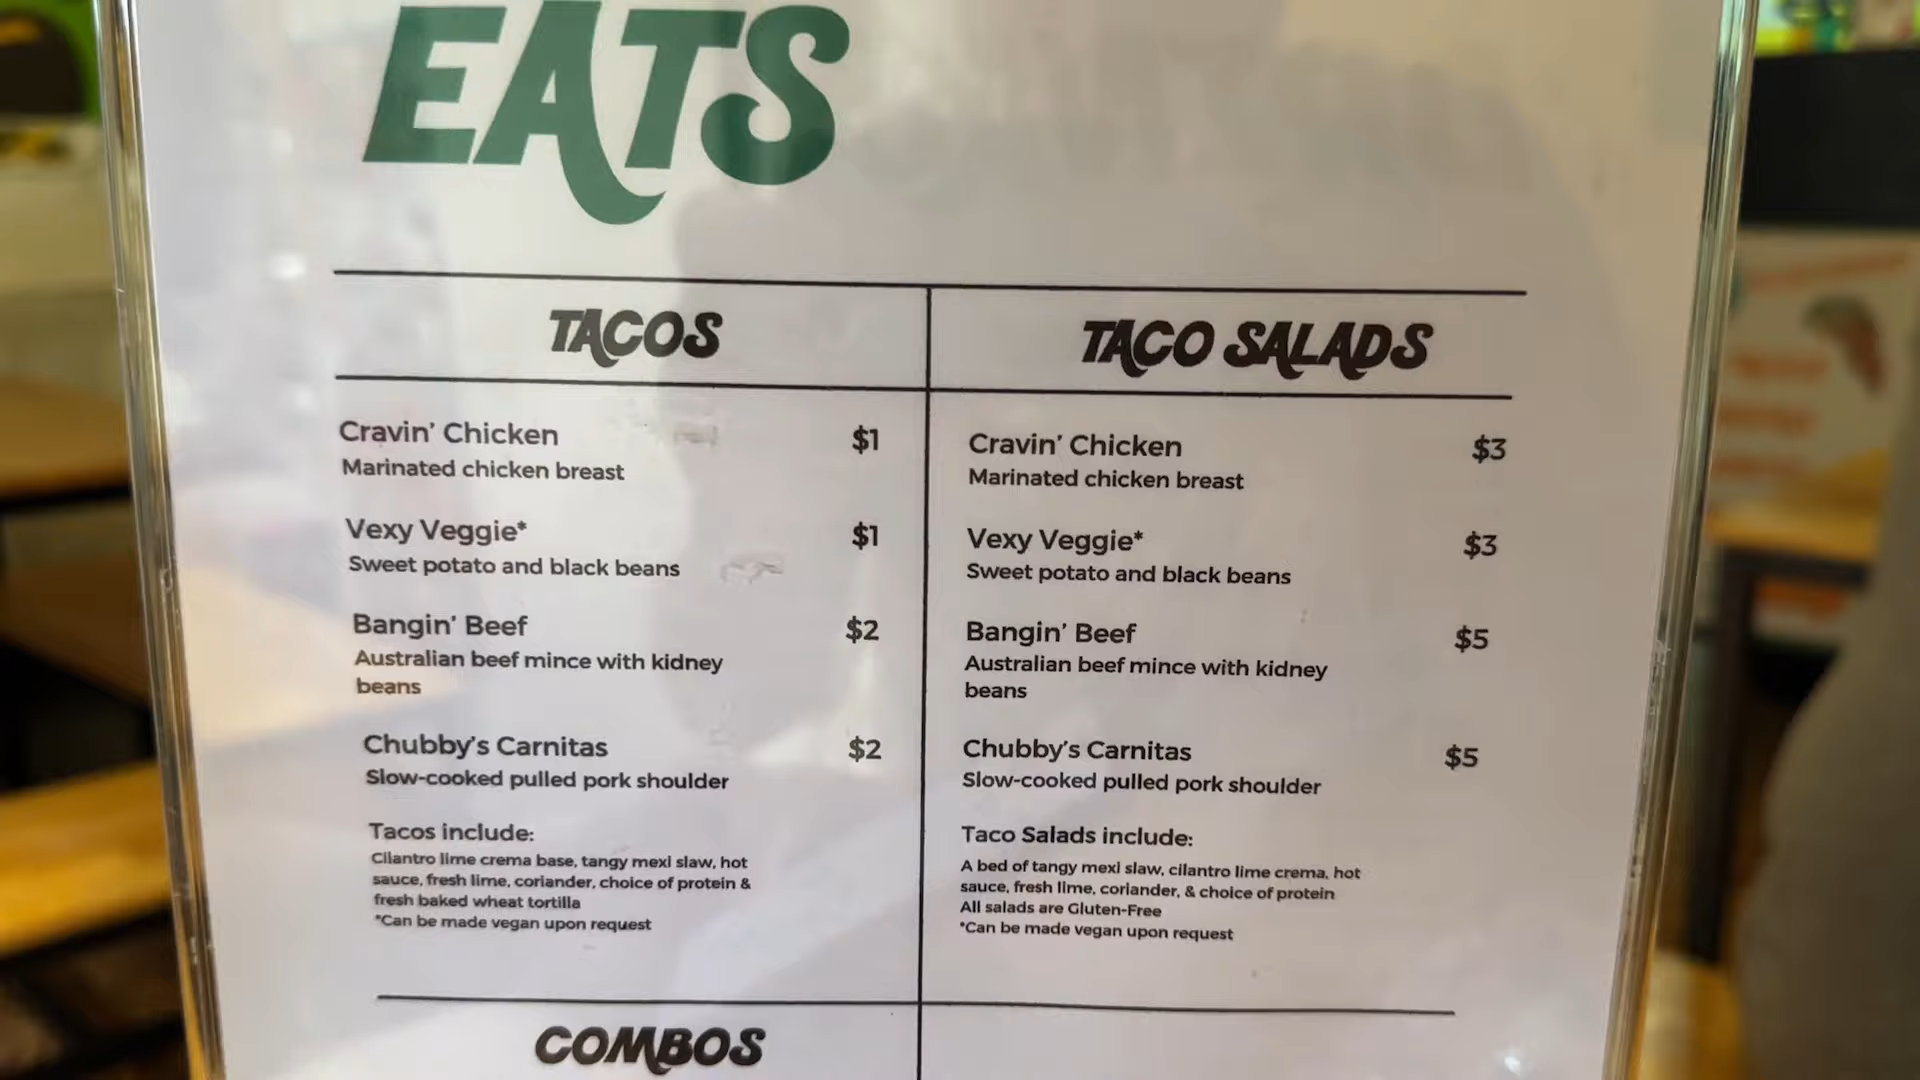 EATS
TACOS
Cravin' Chicken $1
Marinated chicken breast
Vexy Veggie* $1
Sweet potato and black beans
Bangin' Beef $2
Australian beef mince with kidney
beans
Chubby's Carnitas $2
Slow-cooked pulled pork shoulder
Tacos include:
Cilantro lime crema base, tangy mexi slaw, hot
sauce, fresh lime, coriander, choice of protein &
fresh baked wheat tortilla
*Can be made vegan upon request
TACO SALADS
Cravin' Chicken $3
Marinated chicken breast
Vexy Veggie* $3
Sweet potato and black beans
Bangin' Beef $5
Australian beef mince with kidney
beans
Chubby's Carnitas $5
Slow-cooked pulled pork shoulder
Taco Salads include:
A bed of tangy mexi slaw, cilantro lime crema, hot
sauce, fresh lime, coriander, & choice of protein
All salads are Gluten-Free
*Can be made vegan upon request
COMBOS